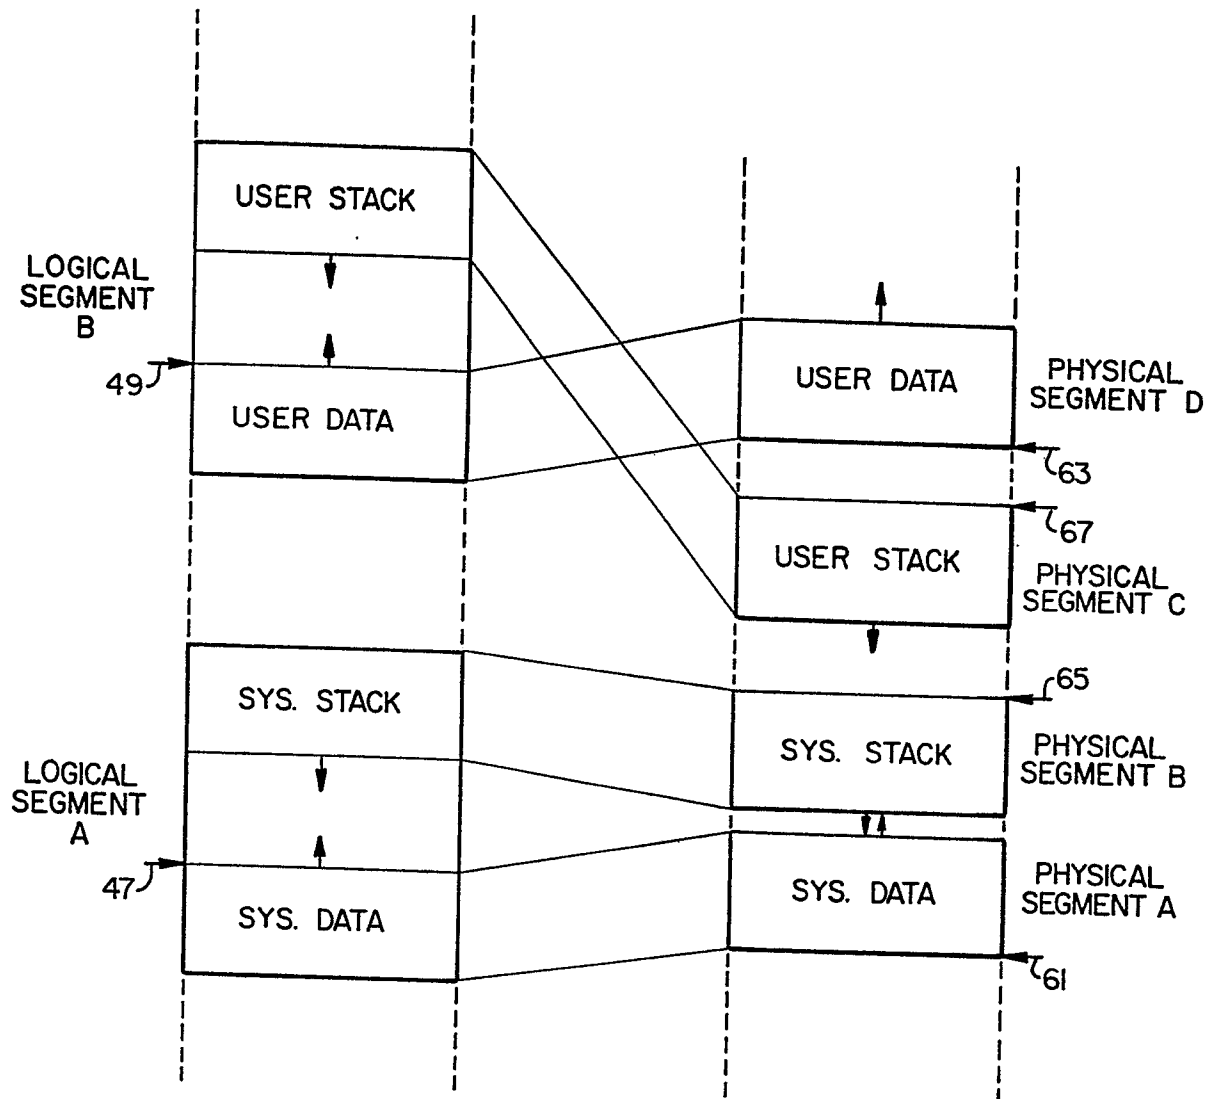 USER STACK
LOGICAL
SEGMENT
B
49
USER DATA
USER DATA
PHYSICAL
SEGMENT D
63
67
USER STACK
PHYSICAL
SEGMENT C
65
SYS. STACK
SYS. STACK
PHYSICAL
SEGMENT B
LOGICAL
SEGMENT
A
47
SYS. DATA
SYS. DATA
PHYSICAL
SEGMENT A
61